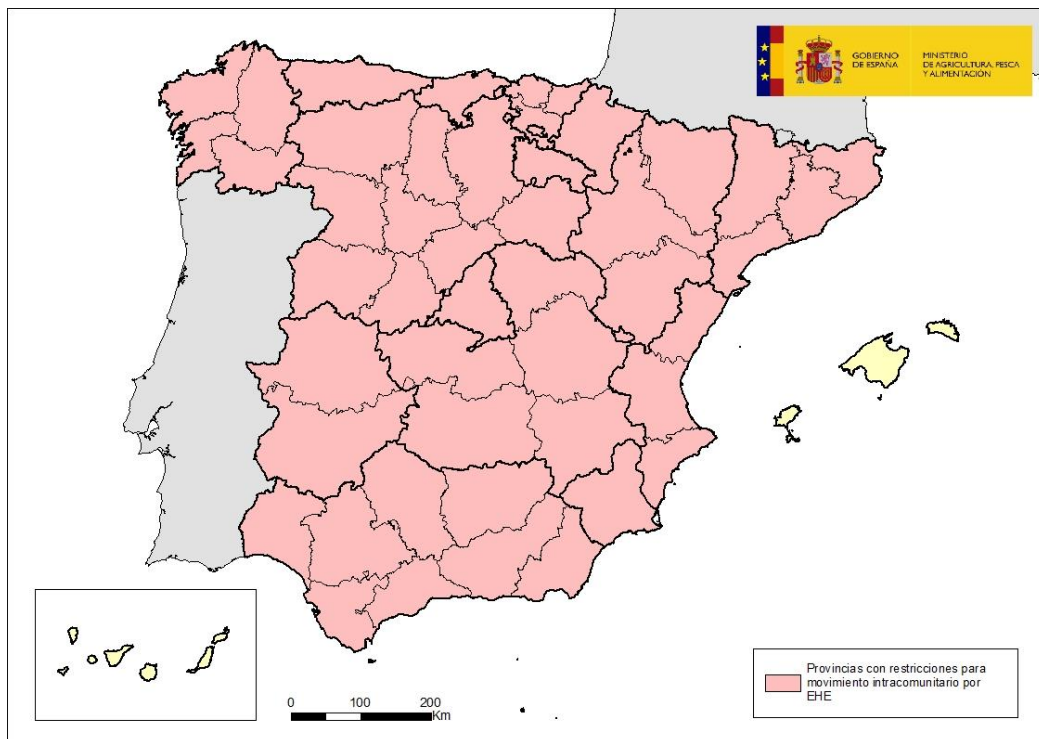 GOBIERNO
DE ESPAÑA
MINISTERIO
DE AGRICULTURA, PESCA
Y ALIMENTACIÓN
0 100 200
Km
Provincias con restricciones para
movimiento intracomunitario por
EHE